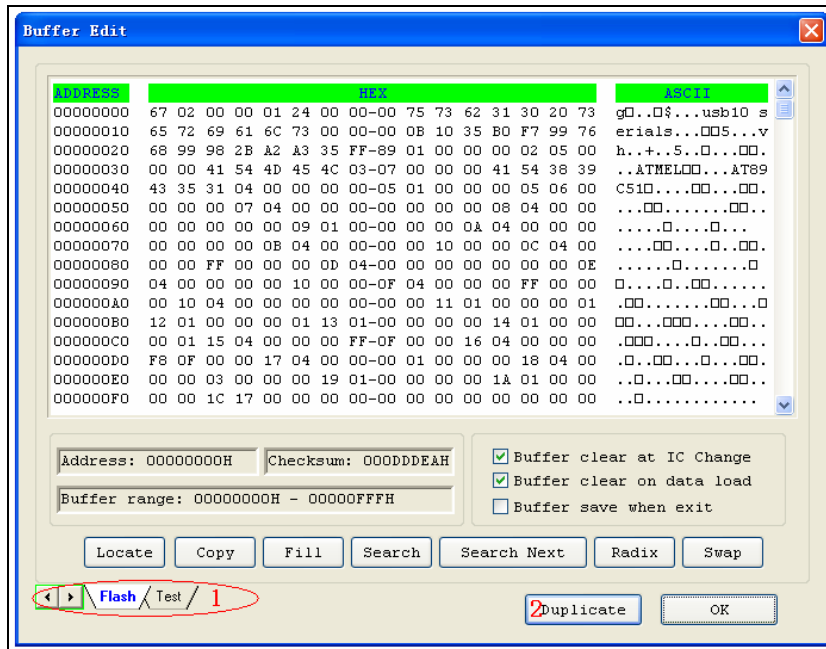 Buffer Edit
ADDRESS HEX ASCII
00000000 67 02 00 00 01 24 00 00-00 75 73 62 31 30 20 73 g□..□$...usb10 s
00000010 65 72 69 61 6C 73 00 00-00 0B 10 35 B0 F7 99 76 erials...□□5...v
00000020 68 99 98 2B A2 A3 35 FF-89 01 00 00 00 02 05 00 h..+..5..□...□□.
00000030 00 00 41 54 4D 45 4C 03-07 00 00 00 41 54 38 39 ..ATMEL□□...AT89
00000040 43 35 31 04 00 00 00 00-05 01 00 00 00 05 06 00 C51□....□□...□□.
00000050 00 00 00 07 04 00 00 00-00 00 00 00 08 04 00 00 ...□□.......□□..
00000060 00 00 00 00 00 09 01 00-00 00 00 0A 04 00 00 00 .....□....□...
00000070 00 00 00 00 0B 04 00 00-00 00 10 00 00 0C 04 00 ....□□....□..□□.
00000080 00 00 FF 00 00 00 0D 04-00 00 00 00 00 00 00 0E ......□.......□
00000090 04 00 00 00 00 10 00 00-0F 04 00 00 00 FF 00 00 □....□..□□......
000000A0 00 10 04 00 00 00 00 00-00 00 11 01 00 00 00 01 .□□.......□□...□
000000B0 12 01 00 00 00 01 13 01-00 00 00 00 14 01 00 00 □□...□□□....□□..
000000C0 00 01 15 04 00 00 00 FF-0F 00 00 16 04 00 00 00 .□□□....□..□□...
000000D0 F8 0F 00 00 17 04 00 00-00 01 00 00 00 18 04 00 .□..□□...□...□□.
000000E0 00 00 03 00 00 00 19 01-00 00 00 00 1A 01 00 00 ..□...□□....□□..
000000F0 00 00 1C 17 00 00 00 00-00 00 00 00 00 00 00 00 ..□............
Address: 00000000H Checksum: 000DDDEAH
Buffer range: 00000000H - 00000FFFH
Buffer clear at IC Change
Buffer clear on data load
Buffer save when exit
Locate Copy Fill Search Search Next Radix Swap
Flash Test 1
2 Duplicate OK